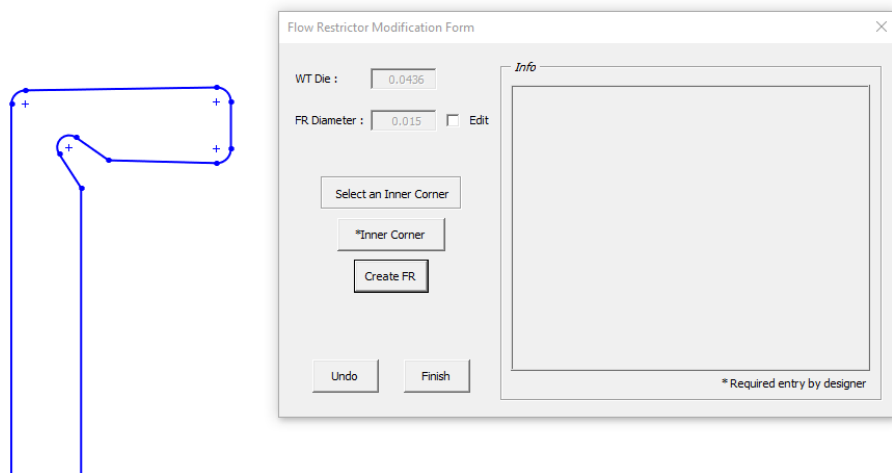 Flow Restrictor Modification Form
WT Die :
0.0436
FR Diameter :
0.015
Edit
Select an Inner Corner
*Inner Corner
Create FR
Undo
Finish
Info
* Required entry by designer